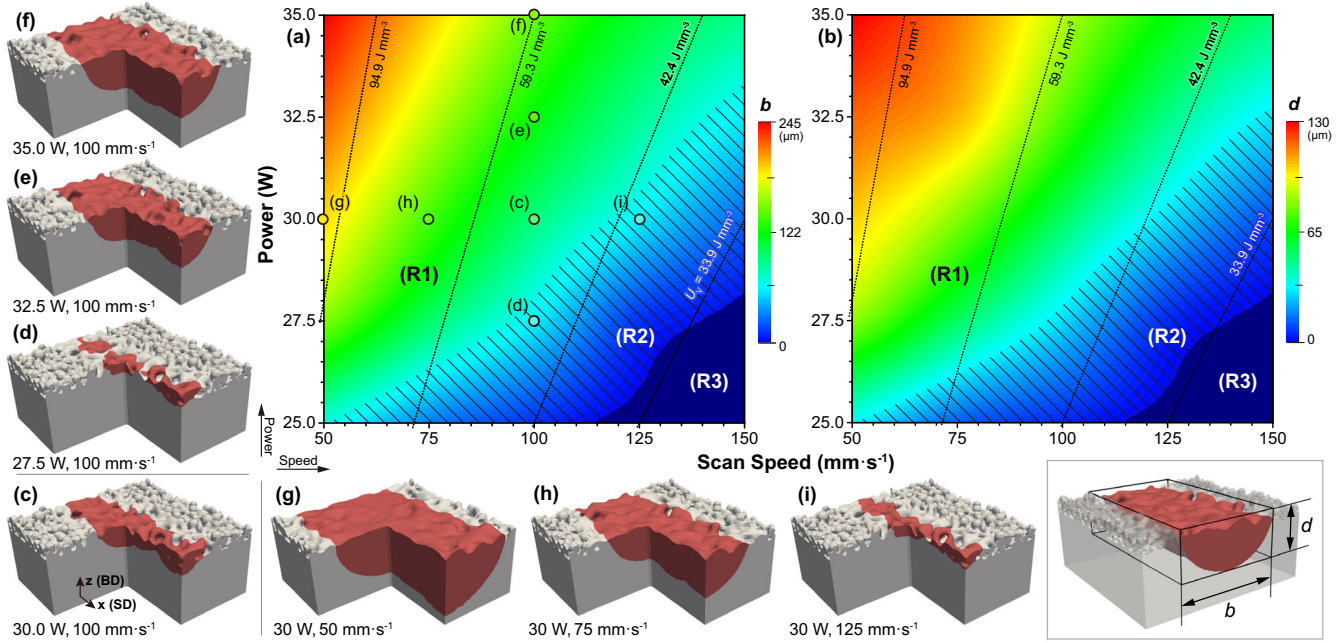 (f)
35.0 W, 100 mm·s⁻¹
(e)
32.5 W, 100 mm·s⁻¹
(d)
27.5 W, 100 mm·s⁻¹
(c)
z (BD)
x (SD)
30.0 W, 100 mm·s⁻¹
Power
Speed
Power (W)
35.0
32.5
30.0
27.5
25.0
(a)
94.9 J mm⁻³
59.3 J mm⁻³
42.4 J mm⁻³
Uᵥ = 33.9 J mm⁻³
(f)
(e)
(g)
(h)
(c)
(i)
(d)
(R1)
(R2)
(R3)
50
75
100
125
150
b
245
(µm)
122
0
35.0
32.5
30.0
27.5
25.0
(b)
94.9 J mm⁻³
59.3 J mm⁻³
42.4 J mm⁻³
33.9 J mm⁻³
(R1)
(R2)
(R3)
50
75
100
125
150
d
130
(µm)
65
0
Scan Speed (mm·s⁻¹)
(g)
30 W, 50 mm·s⁻¹
(h)
30 W, 75 mm·s⁻¹
(i)
30 W, 125 mm·s⁻¹
d
b